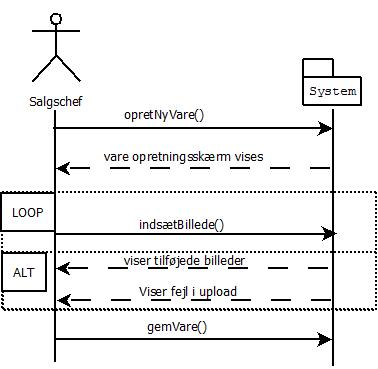 Salgschef
System
opretNyVare()
vare opretningsskærm vises
LOOP
indsætBillede()
ALT
viser tilføjede billeder
Viser fejl i upload
gemVare()